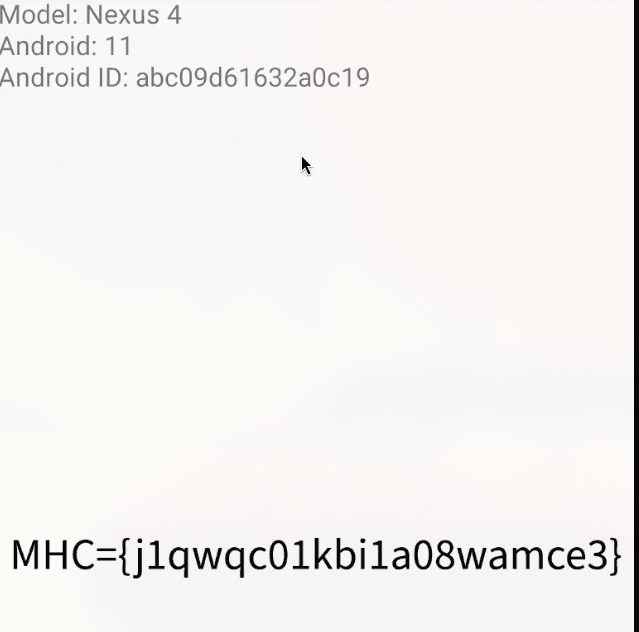 Model: Nexus 4
Android: 11
Android ID: abc09d61632a0c19
MHC={j1qwqc01kbi1a08wamce3}